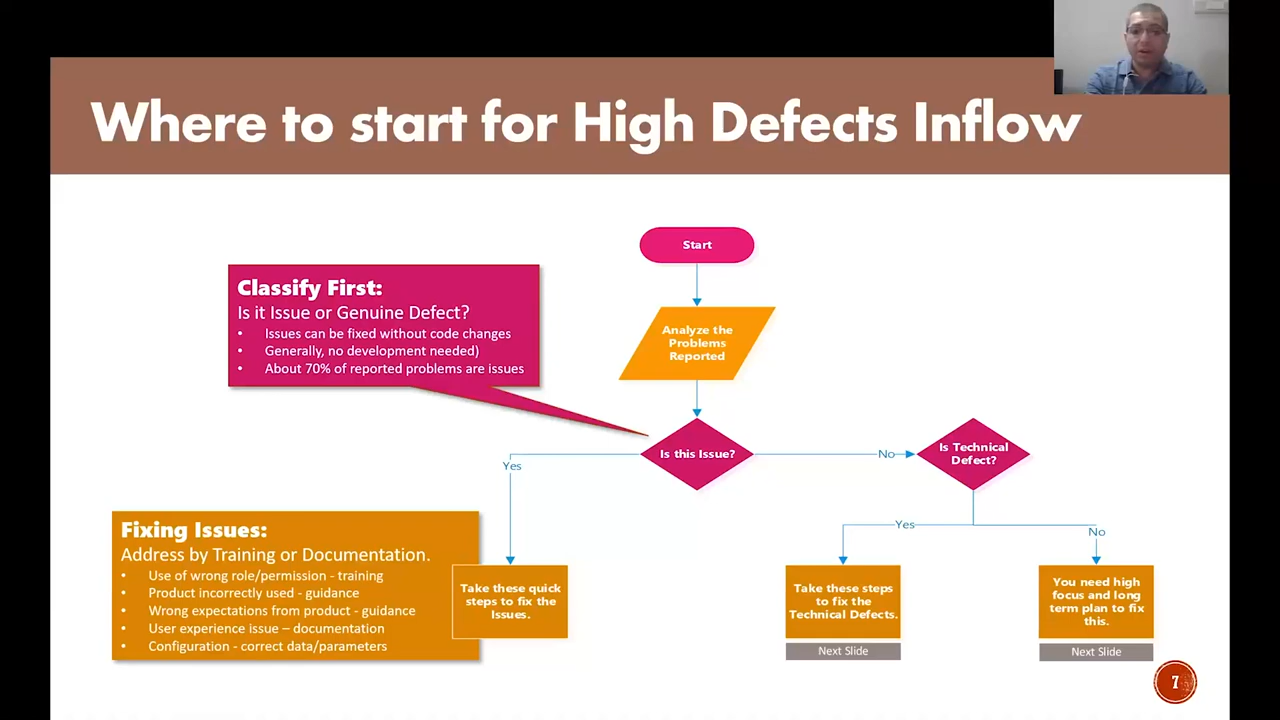 Where to start for High Defects Inflow
Start
Classify First:
Is it Issue or Genuine Defect?
• Issues can be fixed without code changes
• Generally, no development needed)
• About 70% of reported problems are issues
Analyze the
Problems
Reported
Is this Issue?
Yes
No
Is Technical
Defect?
Yes
No
Fixing Issues:
Address by Training or Documentation.
• Use of wrong role/permission - training
• Product incorrectly used - guidance
• Wrong expectations from product - guidance
• User experience issue – documentation
• Configuration - correct data/parameters
Take these quick
steps to fix the
Issues.
Take these steps
to fix the
Technical Defects.
Next Slide
You need high
focus and long
term plan to fix
this.
Next Slide
7